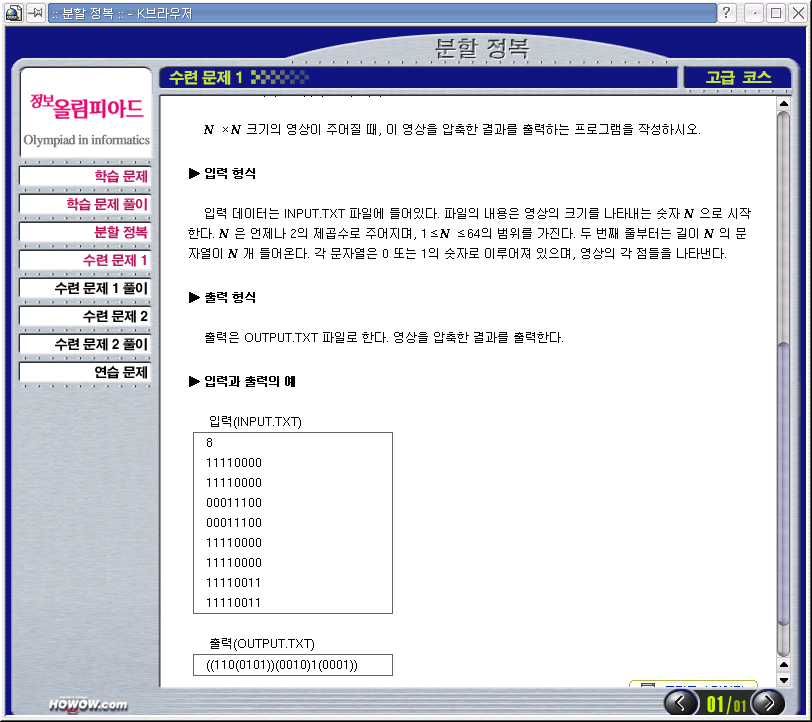 :: 분할 정복 :: - K브라우저
분할 정복
수련 문제 1
고급 코스
정보올림피아드
Olympiad in informatics
학습 문제
학습 문제 풀이
분할 정복
수련 문제 1
수련 문제 1 풀이
수련 문제 2
수련 문제 2 풀이
연습 문제
N ×N 크기의 영상이 주어질 때, 이 영상을 압축한 결과를 출력하는 프로그램을 작성하시오.
▶ 입력 형식
입력 데이터는 INPUT.TXT 파일에 들어있다. 파일의 내용은 영상의 크기를 나타내는 숫자 N 으로 시작
한다. N 은 언제나 2의 제곱수로 주어지며, 1≤N ≤64의 범위를 가진다. 두 번째 줄부터는 길이 N 의 문
자열이 N 개 들어온다. 각 문자열은 0 또는 1의 숫자로 이루어져 있으며, 영상의 각 점들을 나타낸다.
▶ 출력 형식
출력은 OUTPUT.TXT 파일로 한다. 영상을 압축한 결과를 출력한다.
▶ 입력과 출력의 예
입력(INPUT.TXT)
8
11110000
11110000
00011100
00011100
11110000
11110000
11110011
11110011
출력(OUTPUT.TXT)
((110(0101))(0010)1(0001))
HOWOW.com
01/01